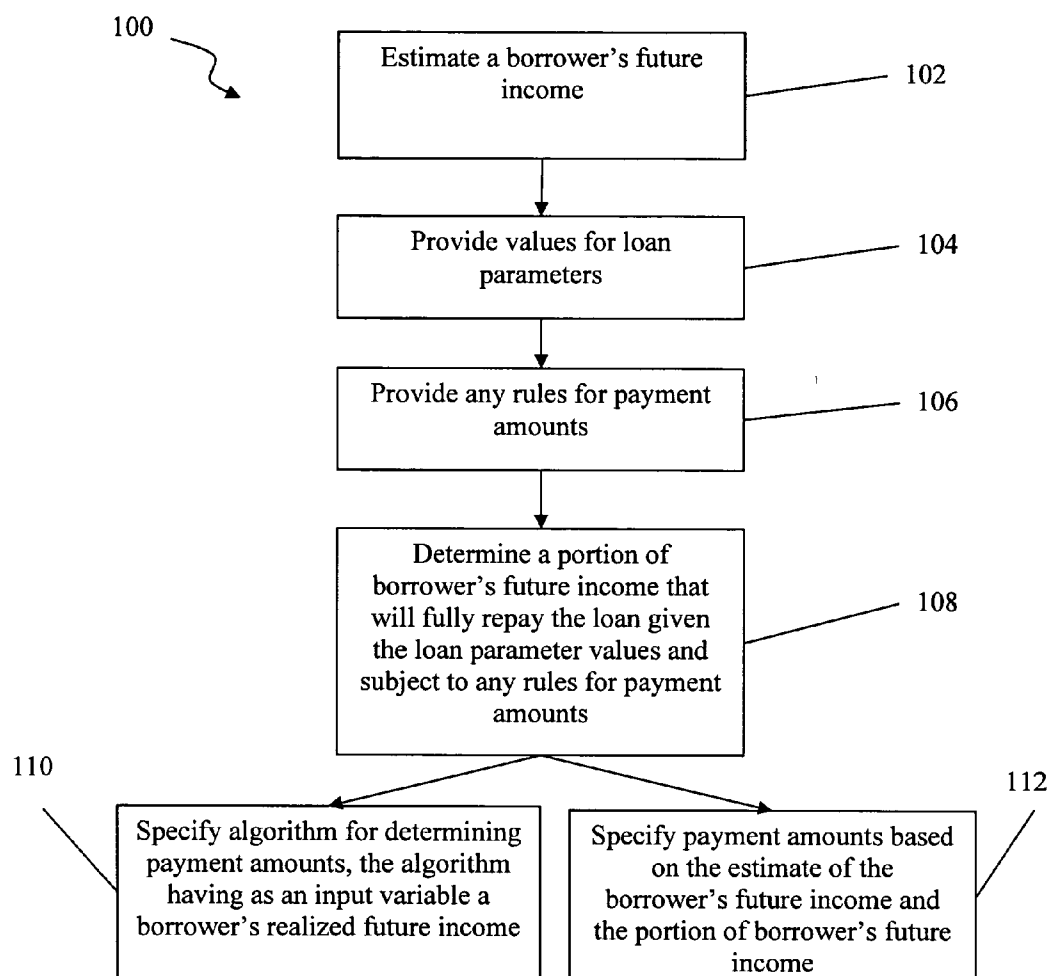 100
Estimate a borrower's future
income
102
Provide values for loan
parameters
104
Provide any rules for payment
amounts
106
Determine a portion of
borrower's future income that
will fully repay the loan given
the loan parameter values and
subject to any rules for payment
amounts
108
110
Specify algorithm for determining
payment amounts, the algorithm
having as an input variable a
borrower's realized future income
112
Specify payment amounts based
on the estimate of the
borrower's future income and
the portion of borrower's future
income